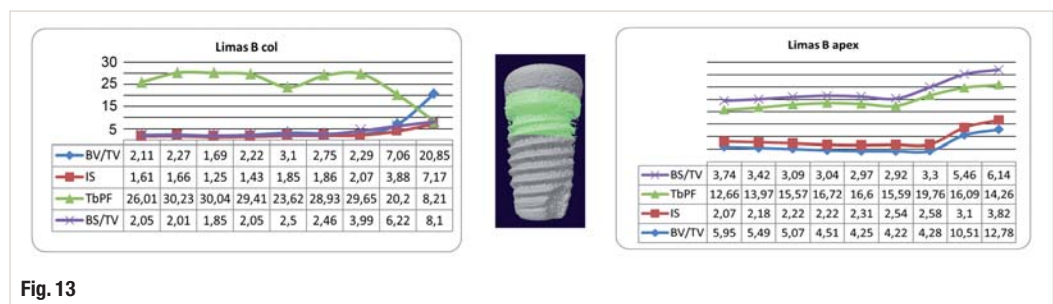 Limas B col
30
25
15
5
BV/TV 2,11 2,27 1,69 2,22 3,1 2,75 2,29 7,06 20,85
IS 1,61 1,66 1,25 1,43 1,85 1,86 2,07 3,88 7,17
TbPF 26,01 30,23 30,04 29,41 23,62 28,93 29,65 20,2 8,21
BS/TV 2,05 2,01 1,85 2,05 2,5 2,46 3,99 6,22 8,1
Limas B apex
BS/TV 3,74 3,42 3,09 3,04 2,97 2,92 3,3 5,46 6,14
TbPF 12,66 13,97 15,57 16,72 16,6 15,59 19,76 16,09 14,26
IS 2,07 2,18 2,22 2,22 2,31 2,54 2,58 3,1 3,82
BV/TV 5,95 5,49 5,07 4,51 4,25 4,22 4,28 10,51 12,78
Fig. 13